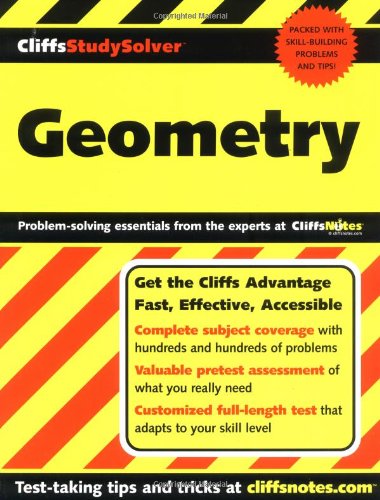 CliffsStudySolver™
PACKED WITH
SKILL-BUILDING
PROBLEMS
AND TIPS!
Geometry
Problem-solving essentials from the experts at CliffsNotes
@ cliffsnotes.com
Get the Cliffs Advantage
Fast, Effective, Accessible
Complete subject coverage with
hundreds and hundreds of problems
Valuable pretest assessment of
what you really need
Customized full-length test that
adapts to your skill level
Test-taking tips and tricks at cliffsnotes.com™